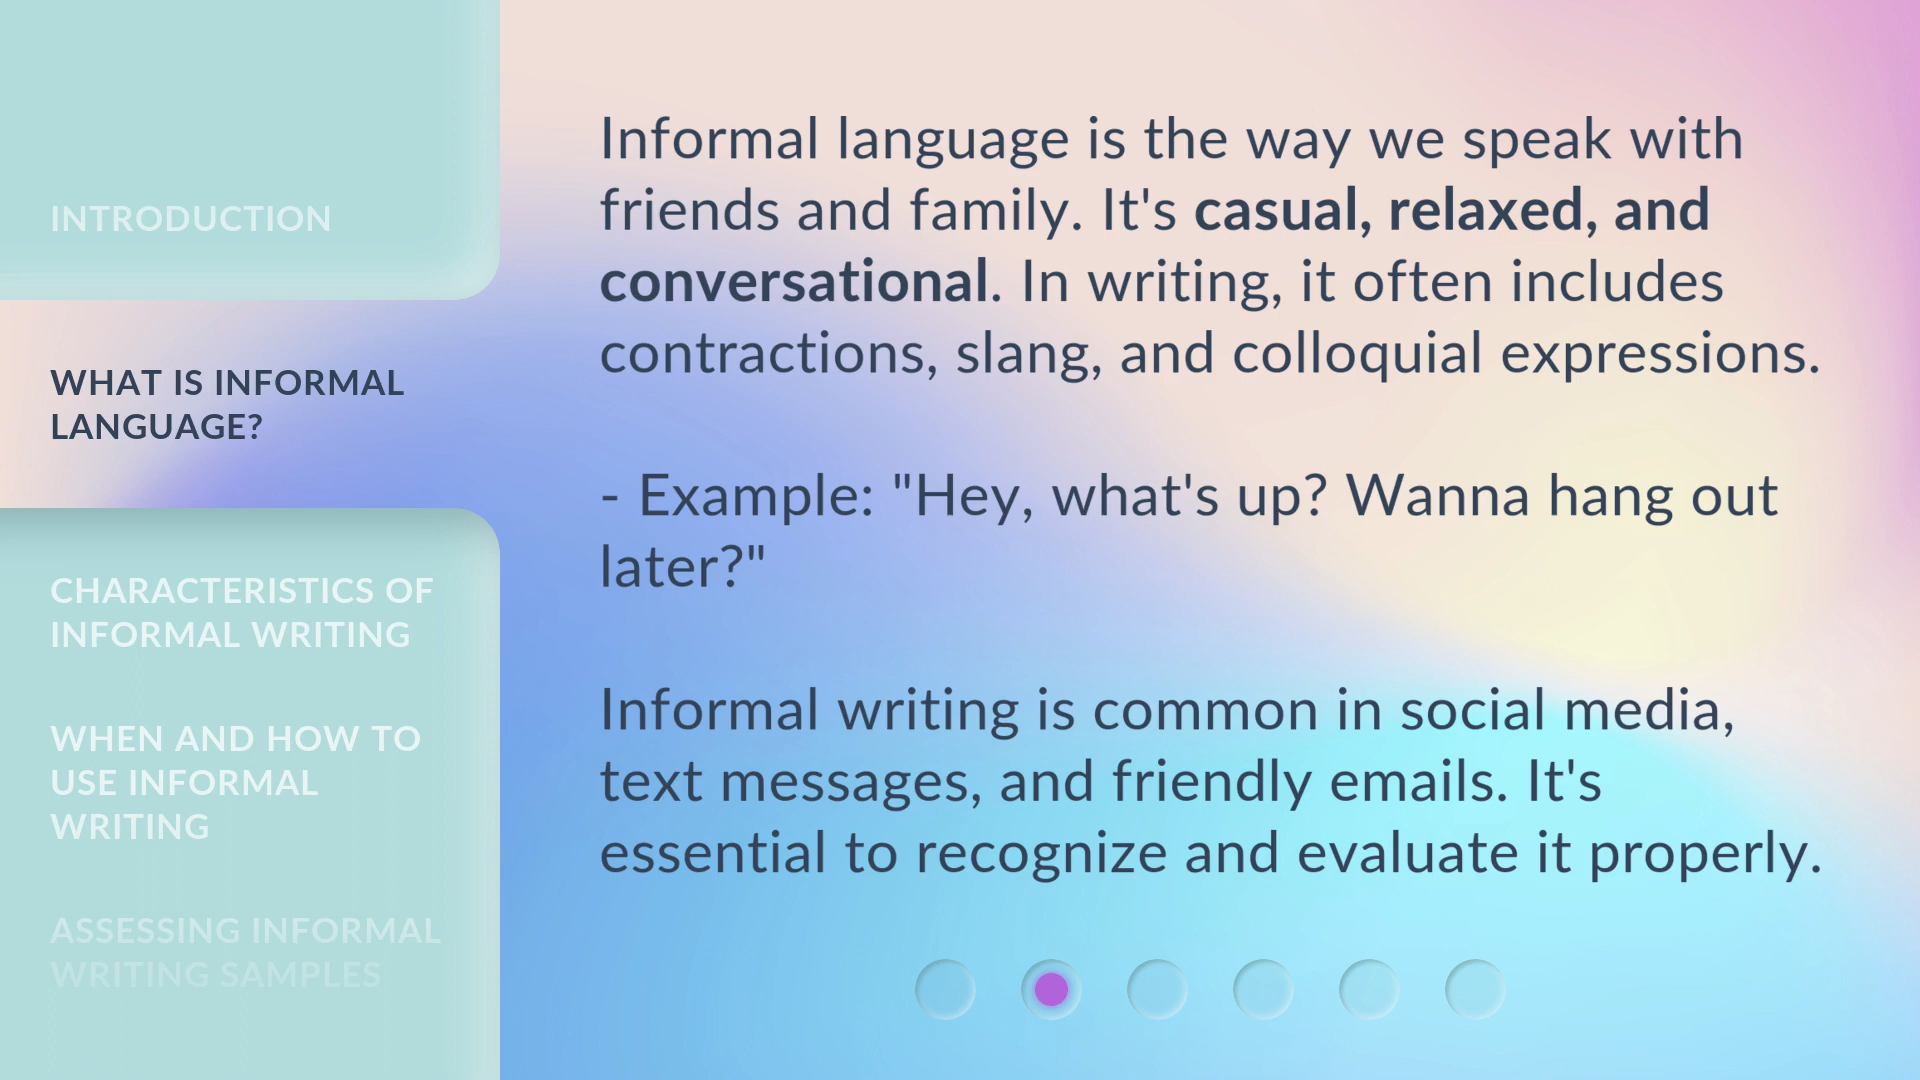 INTRODUCTION
WHAT IS INFORMAL
LANGUAGE?
CHARACTERISTICS OF
INFORMAL WRITING
WHEN AND HOW TO
USE INFORMAL
WRITING
ASSESSING INFORMAL
WRITING SAMPLES
Informal language is the way we speak with
friends and family. It's casual, relaxed, and
conversational. In writing, it often includes
contractions, slang, and colloquial expressions.
- Example: "Hey, what's up? Wanna hang out
later?"
Informal writing is common in social media,
text messages, and friendly emails. It's
essential to recognize and evaluate it properly.